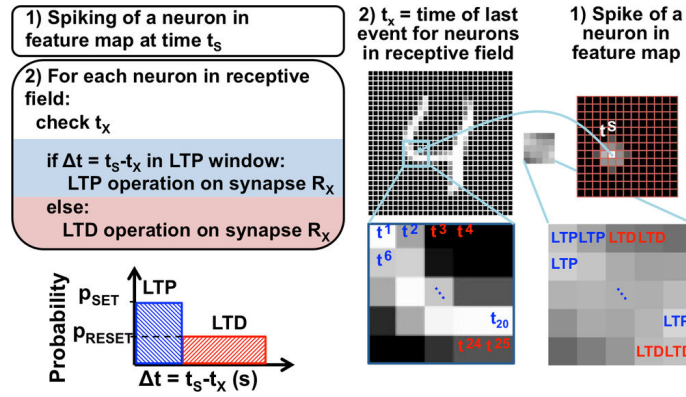 1) Spiking of a neuron in
feature map at time tS
2) For each neuron in receptive
field:
check tX
if Δt = tS-tX in LTP window:
LTP operation on synapse RX
else:
LTD operation on synapse RX
Probability
pSET
pRESET
LTP
LTD
Δt = tS-tX (s)
2) tx = time of last
event for neurons
in receptive field
t1 t2 t3 t4
t6
t20
t24 t25
1) Spike of a
neuron in
feature map
tS
LTP LTP LTD LTD
LTP
LTP
LTD LTD